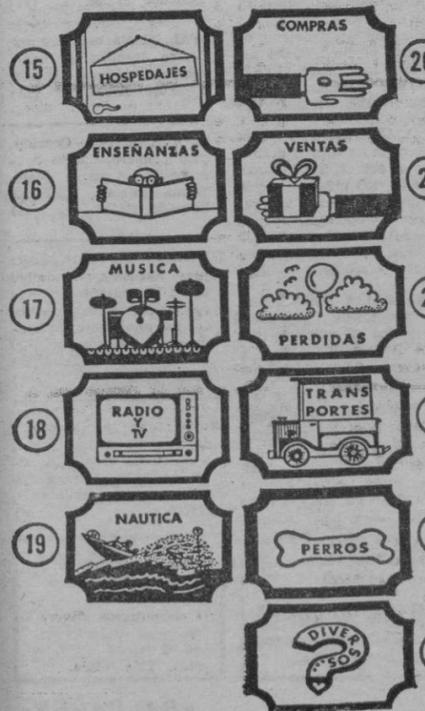 15
HOSPEDAJES
16
ENSEÑANZAS
17
MUSICA
18
RADIO
Y
TV
19
NAUTICA
COMPRAS
VENTAS
PERDIDAS
TRANS
PORTES
PERROS
DIVER
SOS